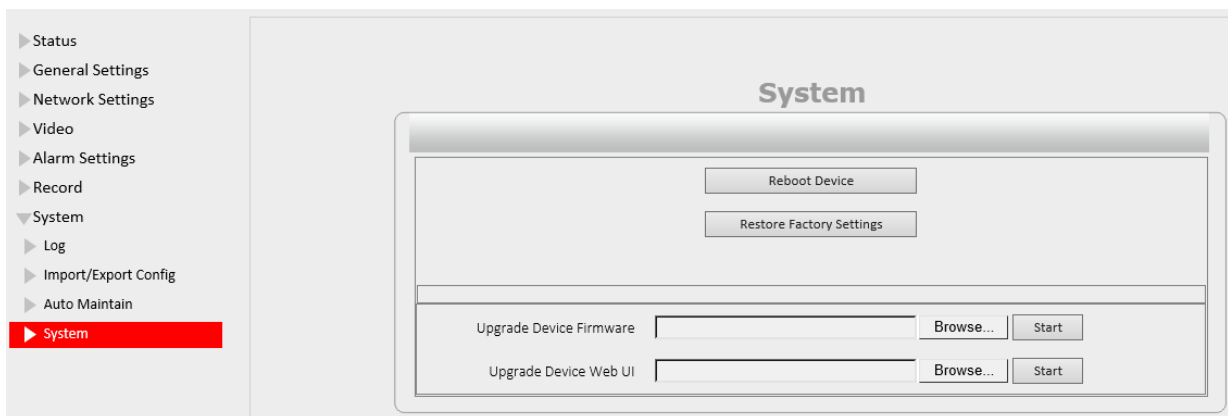 Status
General Settings
Network Settings
Video
Alarm Settings
Record
System
Log
Import/Export Config
Auto Maintain
System
System
Reboot Device
Restore Factory Settings
Upgrade Device Firmware Browse... Start
Upgrade Device Web UI Browse... Start